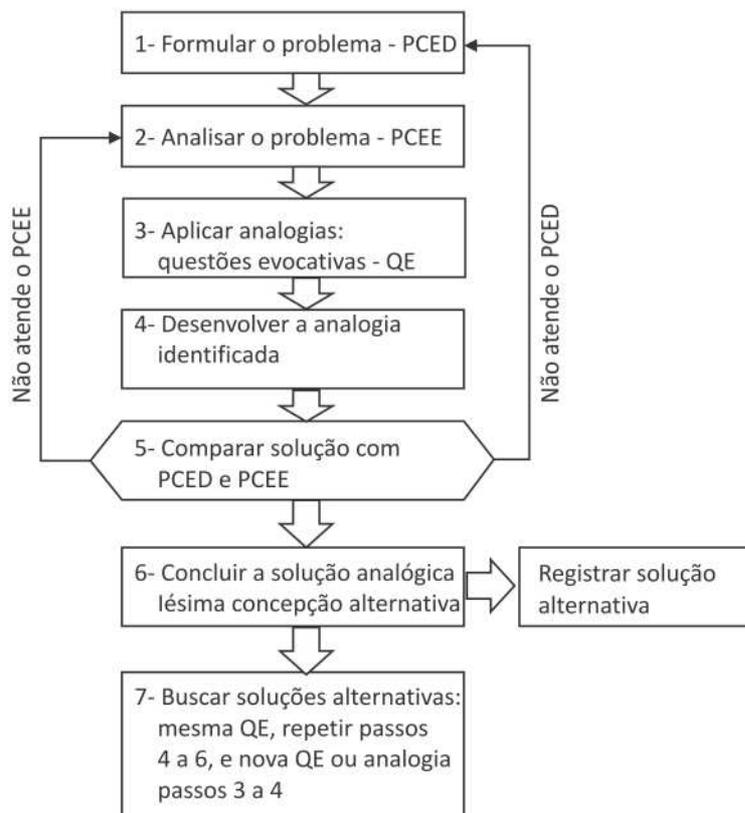 1- Formular o problema - PCED
2- Analisar o problema - PCEE
3- Aplicar analogias:
questões evocativas - QE
4- Desenvolver a analogia
identificada
5- Comparar solução com
PCED e PCEE
Não atende o PCEE
Não atende o PCED
6- Concluir a solução analógica
Iésima concepção alternativa
Registrar solução
alternativa
7- Buscar soluções alternativas:
mesma QE, repetir passos
4 a 6, e nova QE ou analogia
passos 3 a 4